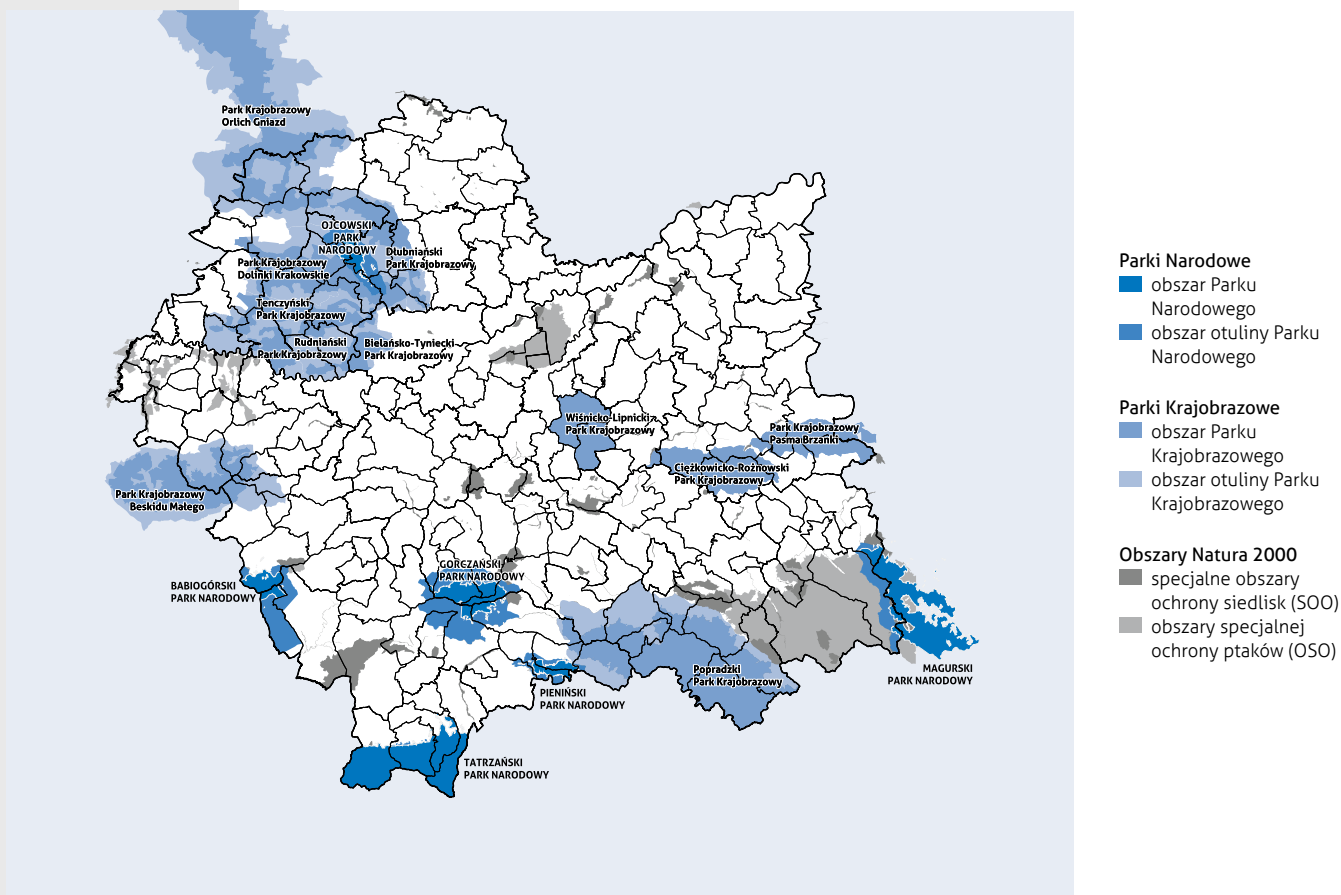 Park Krajobrazowy
Orlich Gniazd
OJCOWSKI
PARK
NARODOWY
Dłubniański
Park Krajobrazowy
Park Krajobrazowy
Dolinki Krakowskie
Tenczyński
Park Krajobrazowy
Rudniański
Park Krajobrazowy
Bielańsko-Tyniecki
Park Krajobrazowy
Wiśnicko-Lipnicki
Park Krajobrazowy
Park Krajobrazowy
Pasma Brzanki
Ciężkowicko-Rożnowski
Park Krajobrazowy
Park Krajobrazowy
Beskidu Małego
BABIOGÓRSKI
PARK NARODOWY
GORCZAŃSKI
PARK NARODOWY
Popradzki
Park Krajobrazowy
MAGURSKI
PARK NARODOWY
PIENIŃSKI
PARK NARODOWY
TATRZAŃSKI
PARK NARODOWY
Parki Narodowe
obszar Parku
Narodowego
obszar otuliny Parku
Narodowego
Parki Krajobrazowe
obszar Parku
Krajobrazowego
obszar otuliny Parku
Krajobrazowego
Obszary Natura 2000
specjalne obszary
ochrony siedlisk (SOO)
obszary specjalnej
ochrony ptaków (OSO)